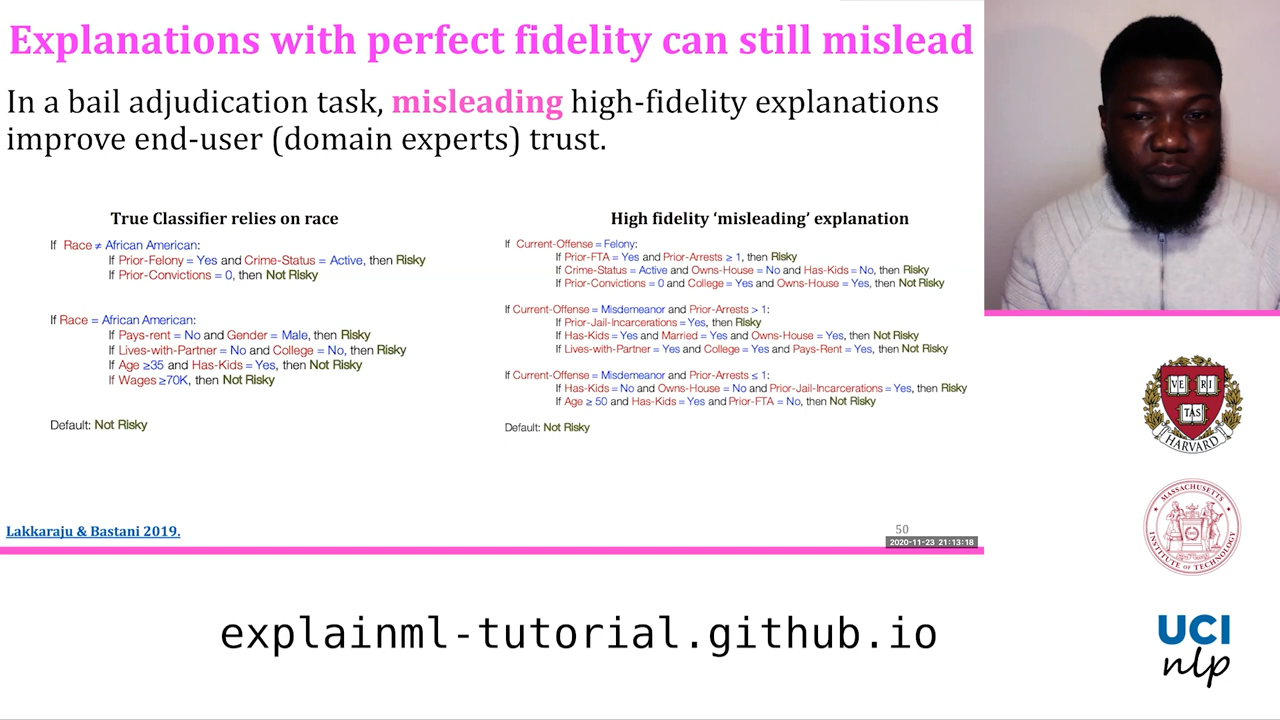 Explanations with perfect fidelity can still mislead
In a bail adjudication task, misleading high-fidelity explanations
improve end-user (domain experts) trust.
True Classifier relies on race
If Race ≠ African American:
If Prior-Felony = Yes and Crime-Status = Active, then Risky
If Prior-Convictions = 0, then Not Risky
If Race = African American:
If Pays-rent = No and Gender = Male, then Risky
If Lives-with-Partner = No and College = No, then Risky
If Age ≥35 and Has-Kids = Yes, then Not Risky
If Wages ≥70K, then Not Risky
Default: Not Risky
High fidelity ‘misleading’ explanation
If Current-Offense = Felony:
If Prior-FTA = Yes and Prior-Arrests ≥ 1, then Risky
If Crime-Status = Active and Owns-House = No and Has-Kids = No, then Risky
If Prior-Convictions = 0 and College = Yes and Owns-House = Yes, then Not Risky
If Current-Offense = Misdemeanor and Prior-Arrests > 1:
If Prior-Jail-Incarcerations = Yes, then Risky
If Has-Kids = Yes and Married = Yes and Owns-House = Yes, then Not Risky
If Lives-with-Partner = Yes and College = Yes and Pays-Rent = Yes, then Not Risky
If Current-Offense = Misdemeanor and Prior-Arrests ≤ 1:
If Has-Kids = No and Owns-House = No and Prior-Jail-Incarcerations = Yes, then Risky
If Age ≥ 50 and Has-Kids = Yes and Prior-FTA = No, then Not Risky
Default: Not Risky
Lakkaraju & Bastani 2019.
50
2020-11-23 21:13:18
VE RI
TAS
HARVARD
MASSACHUSETTS
INSTITUTE OF TECHNOLOGY
UCI
nlp
explainml-tutorial.github.io